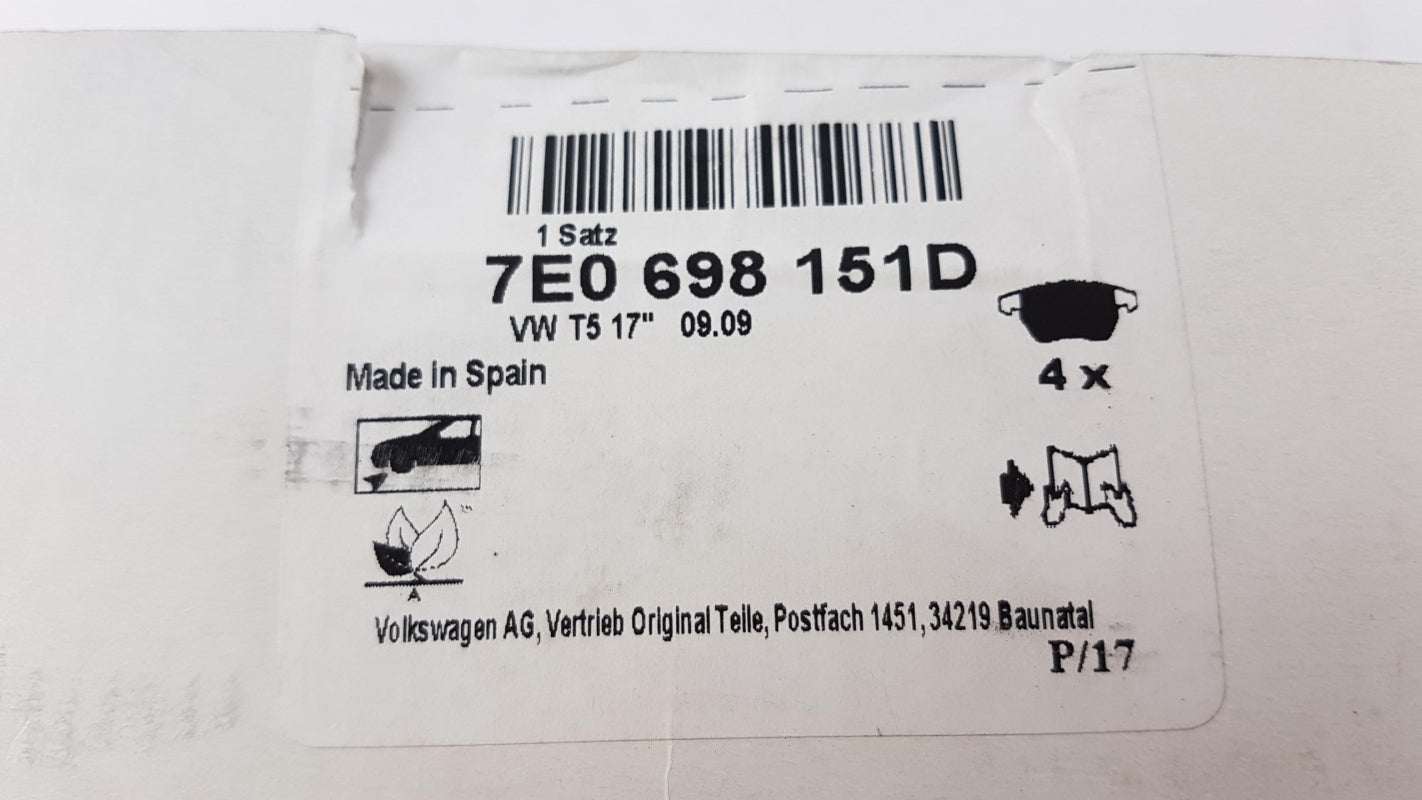 1 Satz
7E0 698 151D
VW T5 17" 09.09
4 x
Made in Spain
A
Volkswagen AG, Vertrieb Original Teile, Postfach 1451, 34219 Baunatal
P/17